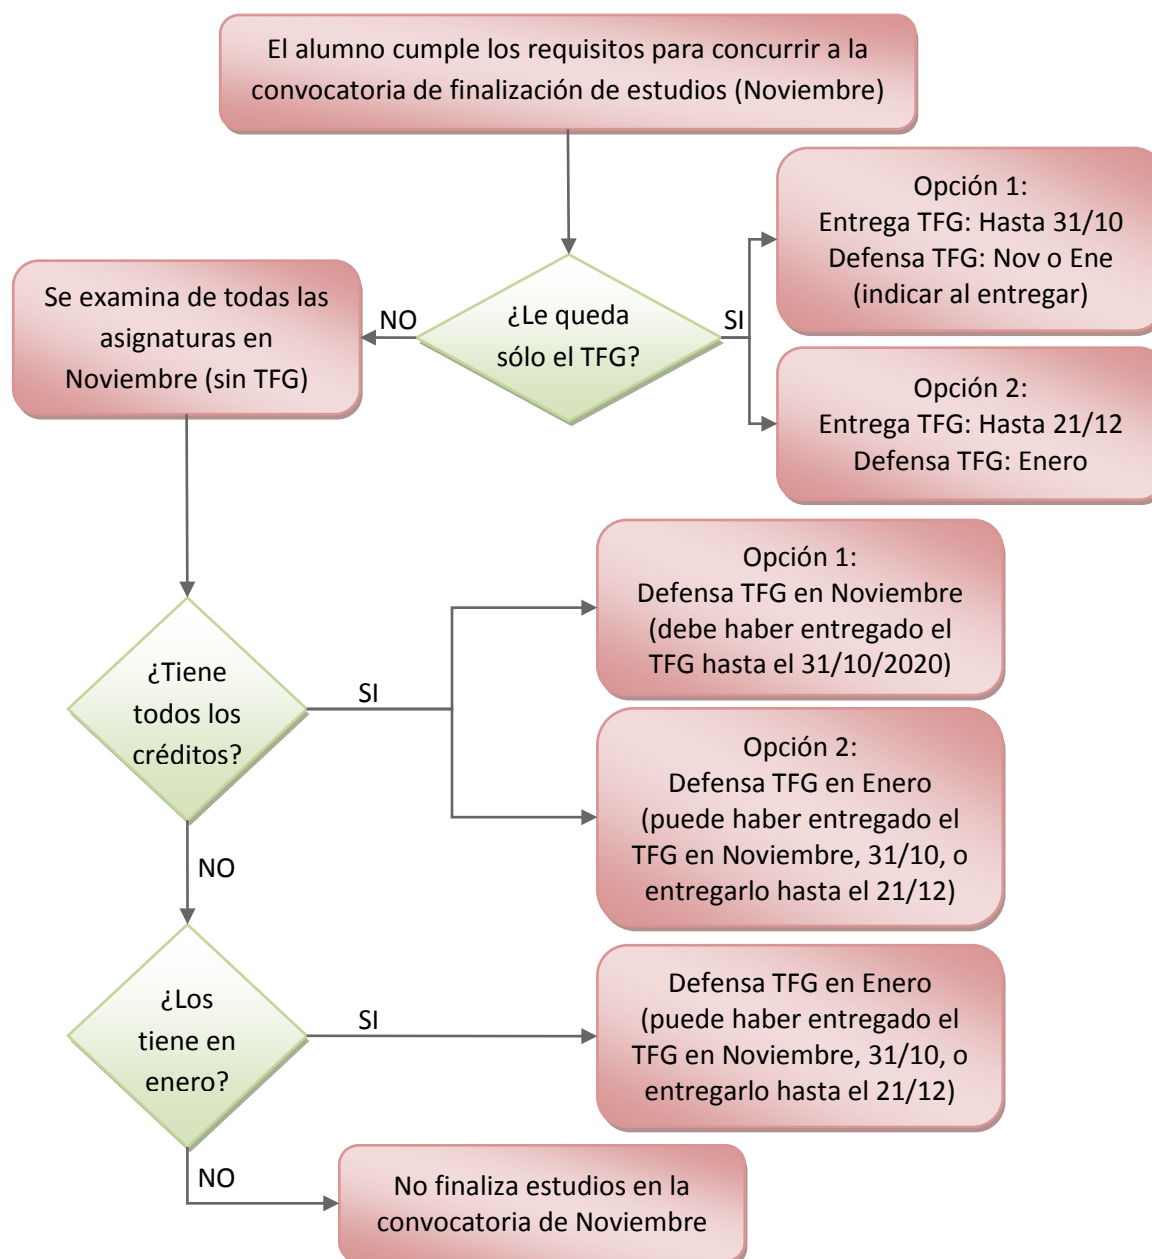 El alumno cumple los requisitos para concurrir a la
convocatoria de finalización de estudios (Noviembre)
Opción 1:
Entrega TFG: Hasta 31/10
Defensa TFG: Nov o Ene
(indicar al entregar)
¿Le queda
sólo el TFG?
SI
NO
Se examina de todas las
asignaturas en
Noviembre (sin TFG)
Opción 2:
Entrega TFG: Hasta 21/12
Defensa TFG: Enero
¿Tiene
todos los
créditos?
SI
Opción 1:
Defensa TFG en Noviembre
(debe haber entregado el
TFG hasta el 31/10/2020)
Opción 2:
Defensa TFG en Enero
(puede haber entregado el
TFG en Noviembre, 31/10, o
entregarlo hasta el 21/12)
NO
¿Los
tiene en
enero?
SI
Defensa TFG en Enero
(puede haber entregado el
TFG en Noviembre, 31/10, o
entregarlo hasta el 21/12)
NO
No finaliza estudios en la
convocatoria de Noviembre